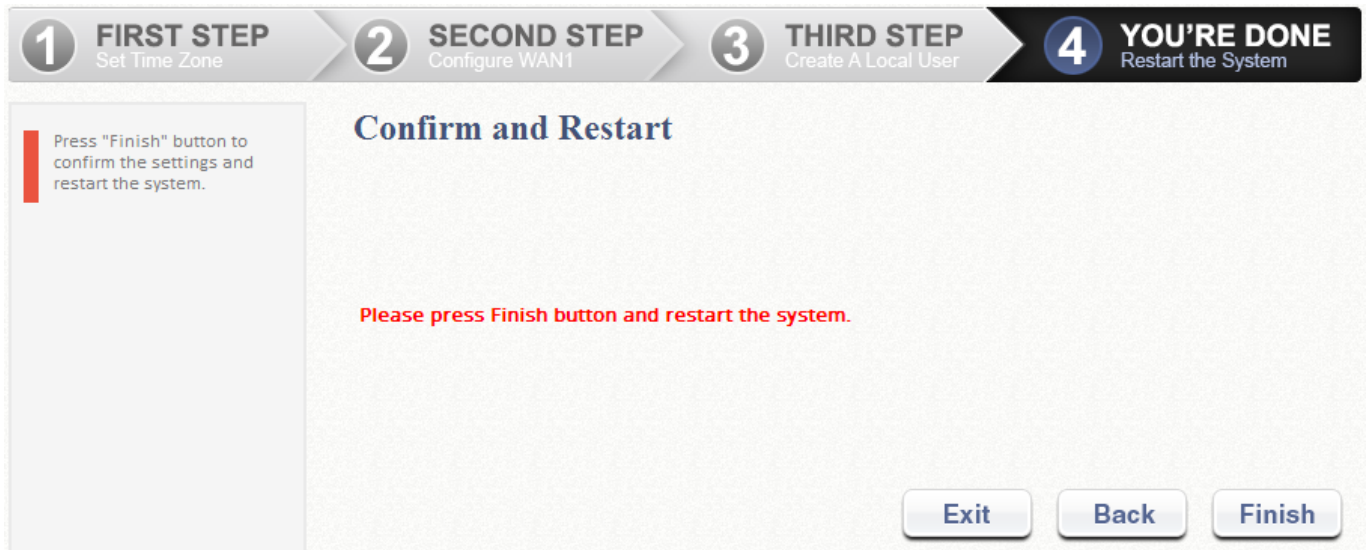 1 FIRST STEP
Set Time Zone
2 SECOND STEP
Configure WAN1
3 THIRD STEP
Create A Local User
4 YOU'RE DONE
Restart the System
Press "Finish" button to
confirm the settings and
restart the system.
Confirm and Restart
Please press Finish button and restart the system.
Exit Back Finish